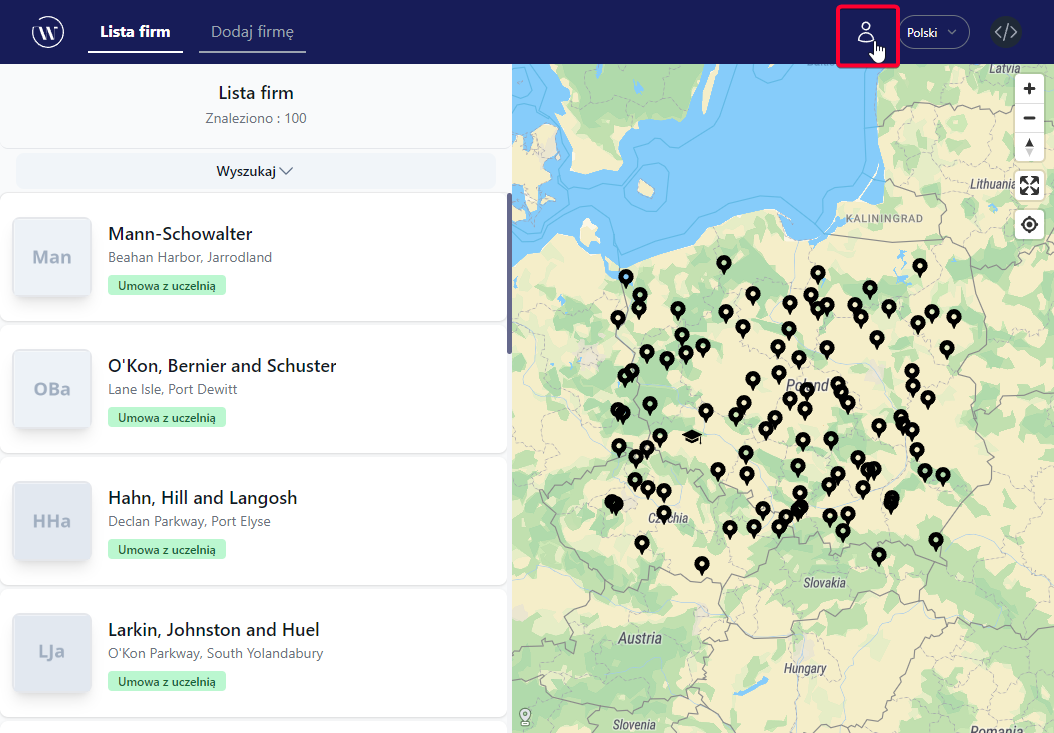 W
Lista firm
Dodaj firmę
Polski
</>
Lista firm
Znaleziono : 100
Wyszukaj
Man
Mann-Schowalter
Beahan Harbor, Jarrodland
Umowa z uczelnią
OBa
O'Kon, Bernier and Schuster
Lane Isle, Port Dewitt
Umowa z uczelnią
HHa
Hahn, Hill and Langosh
Declan Parkway, Port Elyse
Umowa z uczelnią
LJa
Larkin, Johnston and Huel
O'Kon Parkway, South Yolandabury
Umowa z uczelnią
Latvia
Lithuania
KALININGRAD
Poland
Czechia
Slovakia
Austria
Hungary
Slovenia
Romania